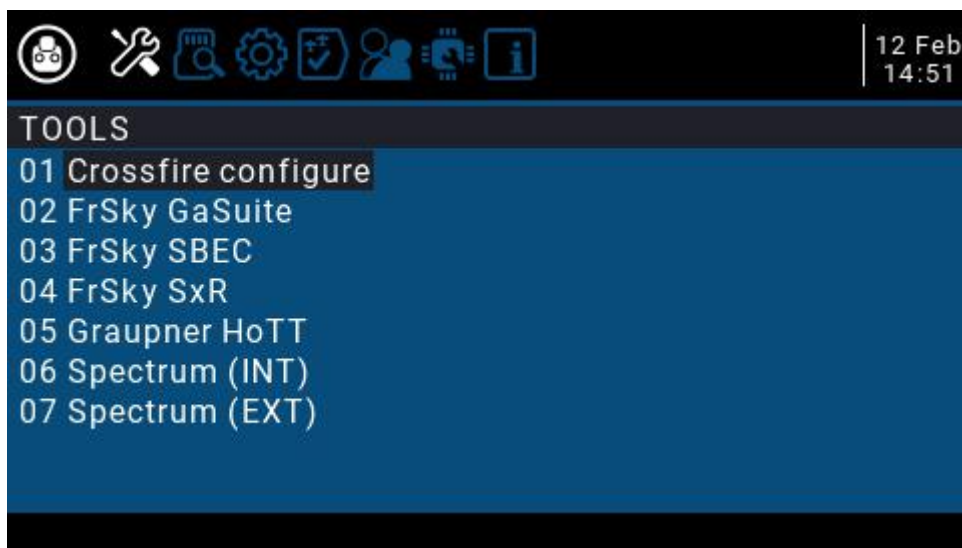 12 Feb
14:51
TOOLS
01 Crossfire configure
02 FrSky GaSuite
03 FrSky SBEC
04 FrSky SxR
05 Graupner HoTT
06 Spectrum (INT)
07 Spectrum (EXT)